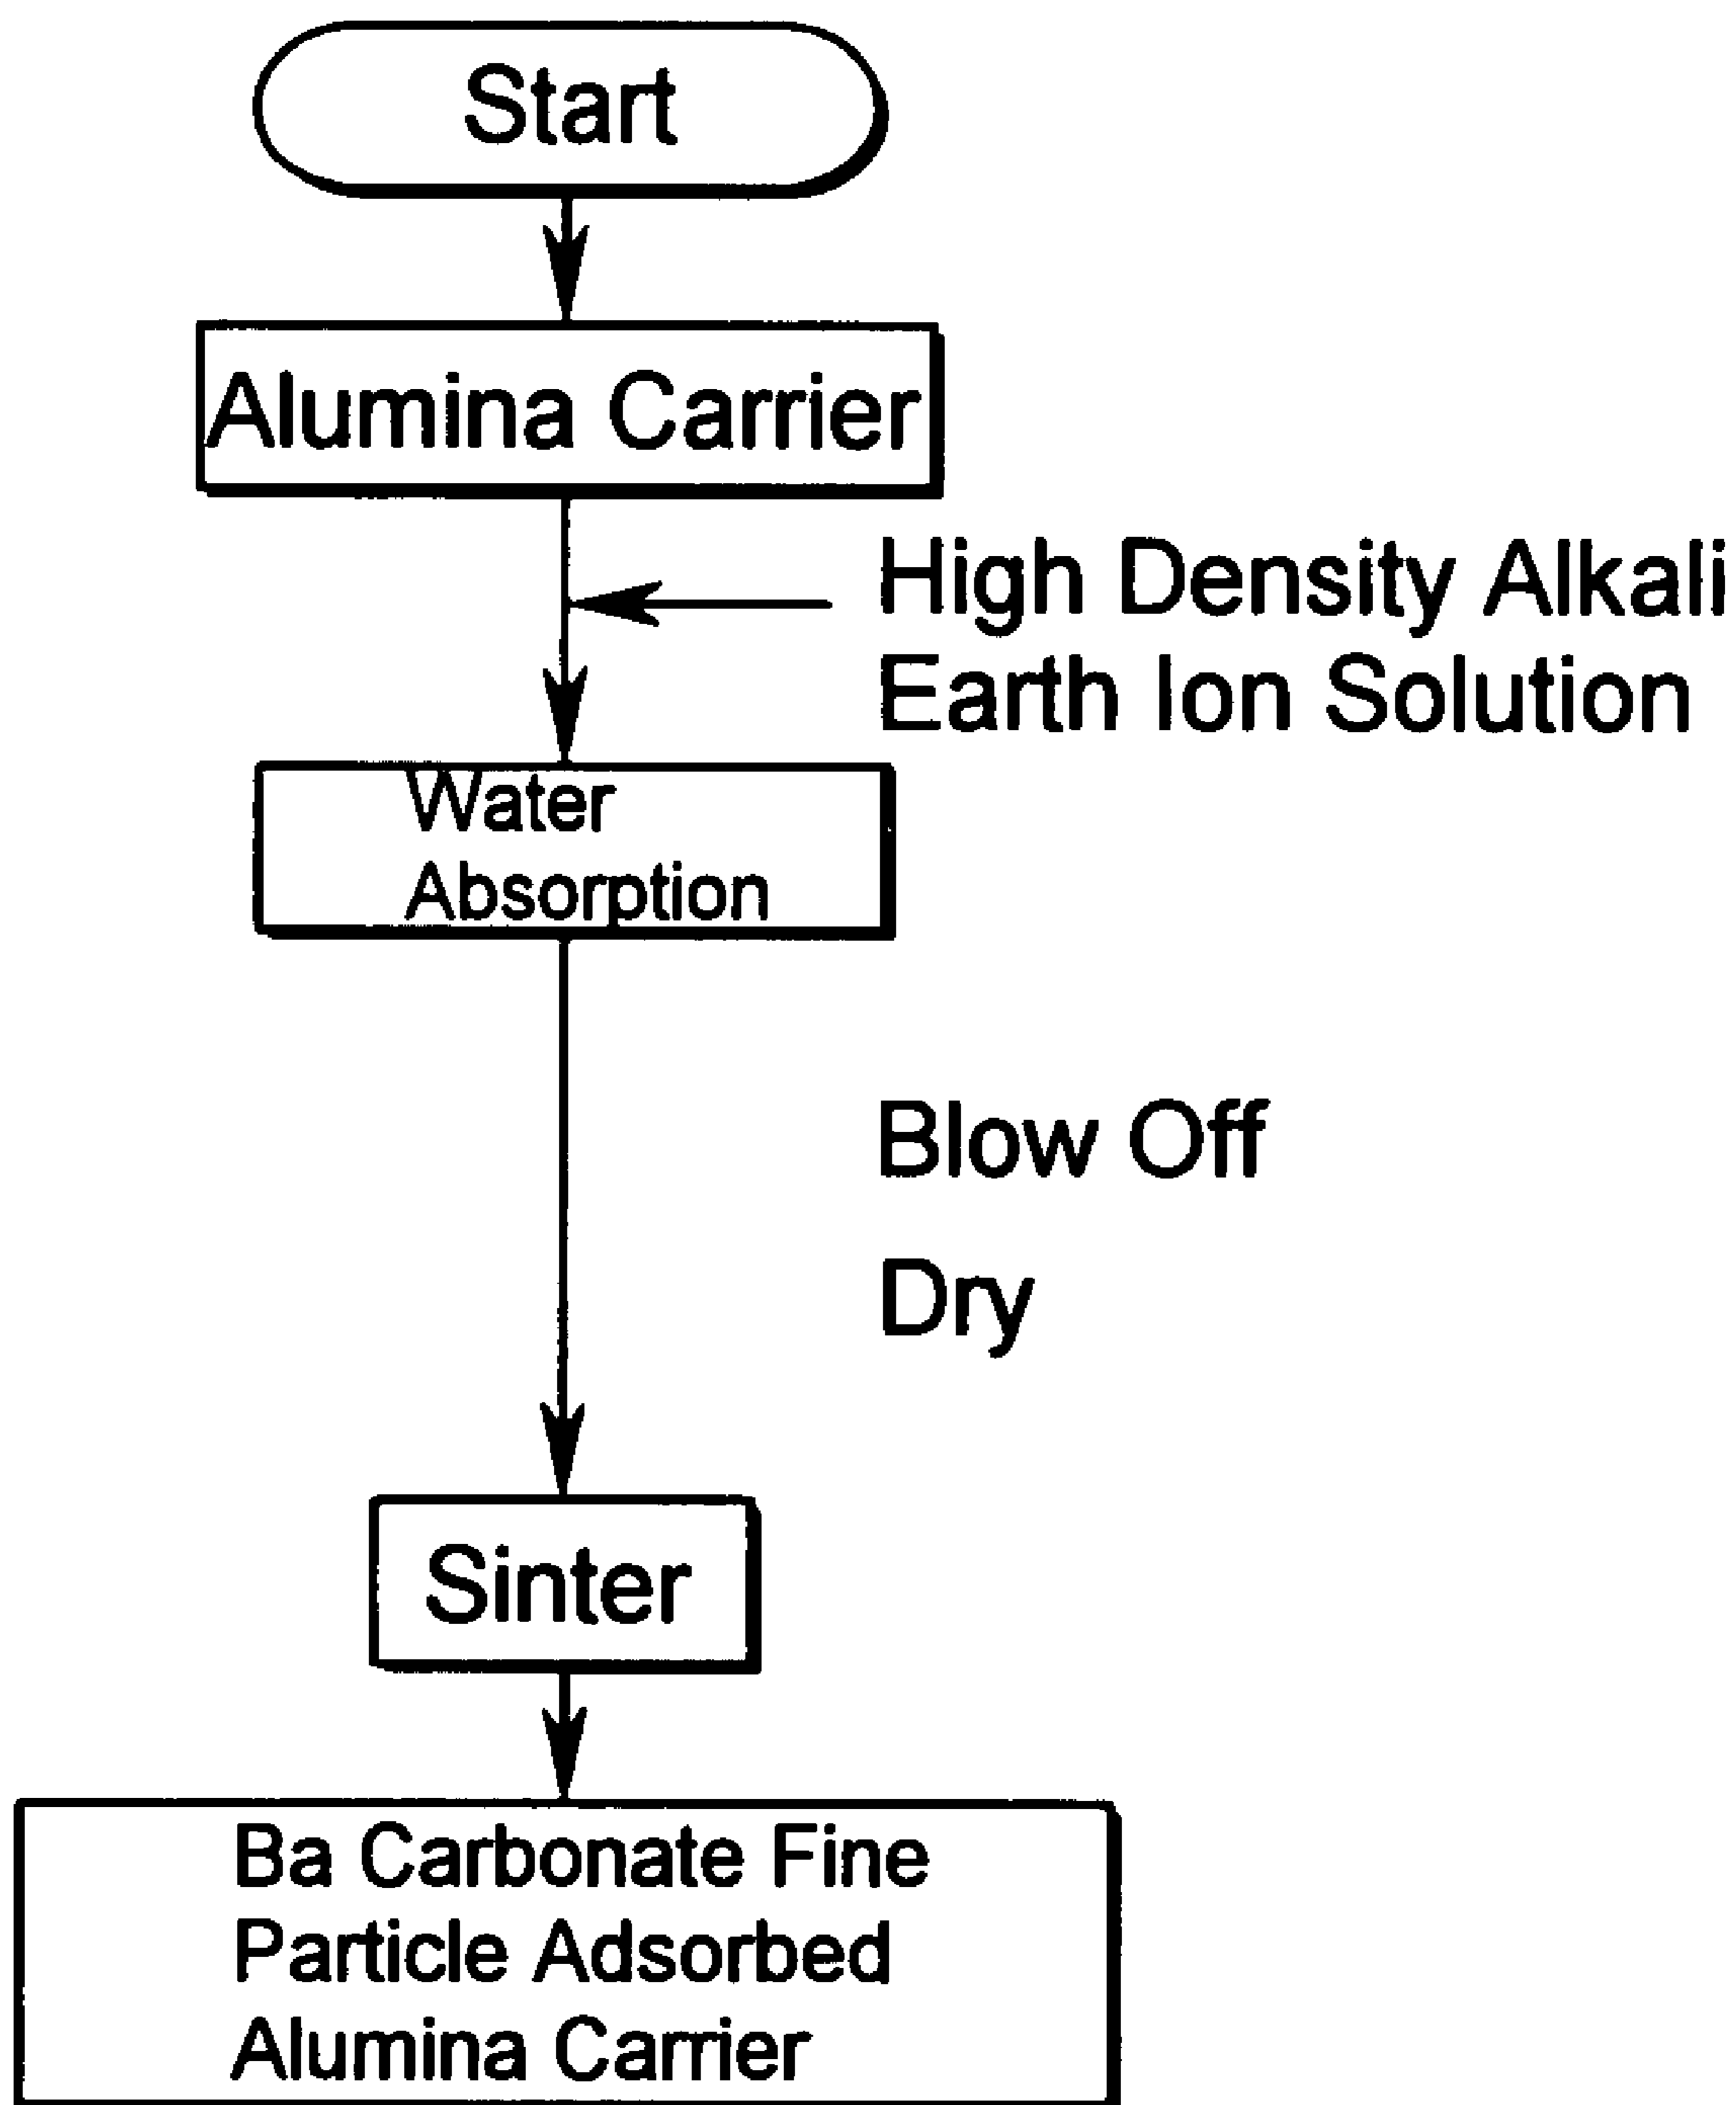 Start
Alumina Carrier
High Density Alkali
Earth Ion Solution
Water
Absorption
Blow Off
Dry
Sinter
Ba Carbonate Fine
Particle Adsorbed
Alumina Carrier